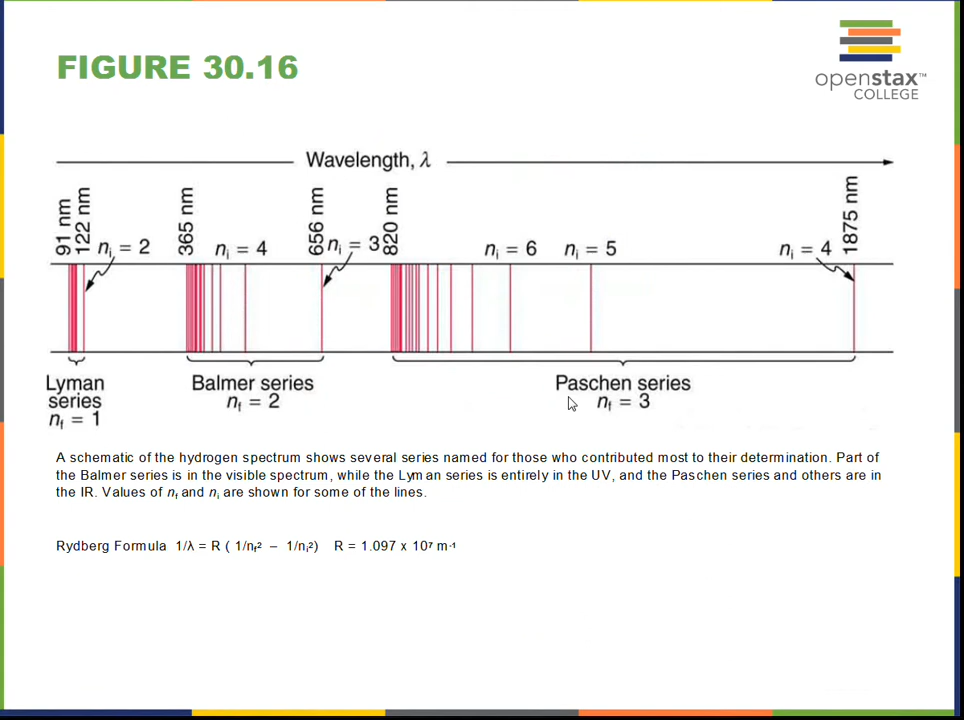 FIGURE 30.16
openstax™
COLLEGE
Wavelength, λ
91 nm
122 nm
365 nm
656 nm
820 nm
1875 nm
nᵢ = 2
nᵢ = 4
nᵢ = 3
nᵢ = 6
nᵢ = 5
nᵢ = 4
Lyman
series
n_f = 1
Balmer series
n_f = 2
Paschen series
n_f = 3
A schematic of the hydrogen spectrum shows several series named for those who contributed most to their determination. Part of
the Balmer series is in the visible spectrum, while the Lyman series is entirely in the UV, and the Paschen series and others are in
the IR. Values of n_f and nᵢ are shown for some of the lines.
Rydberg Formula 1/λ = R ( 1/n_f² – 1/nᵢ²) R = 1.097 x 10⁷ m⁻¹